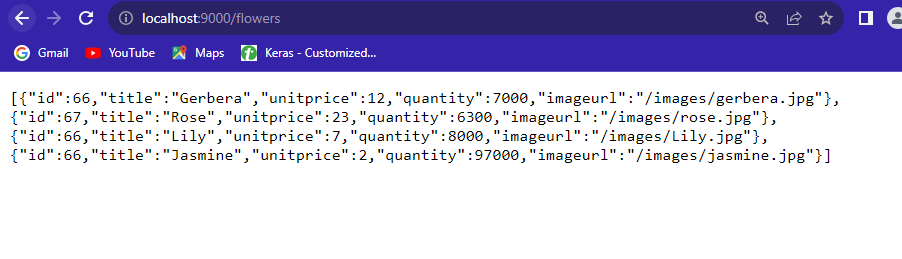 localhost:9000/flowers
Gmail YouTube Maps Keras - Customized...
[{"id":66,"title":"Gerbera","unitprice":12,"quantity":7000,"imageurl":"/images/gerbera.jpg"},
{"id":67,"title":"Rose","unitprice":23,"quantity":6300,"imageurl":"/images/rose.jpg"},
{"id":66,"title":"Lily","unitprice":7,"quantity":8000,"imageurl":"/images/Lily.jpg"},
{"id":66,"title":"Jasmine","unitprice":2,"quantity":97000,"imageurl":"/images/jasmine.jpg"}]